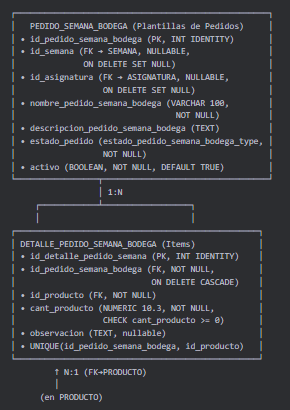 PEDIDO_SEMANA_BODEGA (Plantillas de Pedidos)
• id_pedido_semana_bodega (PK, INT IDENTITY)
• id_semana (FK → SEMANA, NULLABLE,
ON DELETE SET NULL)
• id_asignatura (FK → ASIGNATURA, NULLABLE,
ON DELETE SET NULL)
• nombre_pedido_semana_bodega (VARCHAR 100,
NOT NULL)
• descripcion_pedido_semana_bodega (TEXT)
• estado_pedido (estado_pedido_semana_bodega_type,
NOT NULL)
• activo (BOOLEAN, NOT NULL, DEFAULT TRUE)
1:N
DETALLE_PEDIDO_SEMANA_BODEGA (Items)
• id_detalle_pedido_semana (PK, INT IDENTITY)
• id_pedido_semana_bodega (FK, NOT NULL,
ON DELETE CASCADE)
• id_producto (FK, NOT NULL)
• cant_producto (NUMERIC 10.3, NOT NULL,
CHECK cant_producto >= 0)
• observacion (TEXT, nullable)
• UNIQUE(id_pedido_semana_bodega, id_producto)
↑ N:1 (FK→PRODUCTO)
(en PRODUCTO)